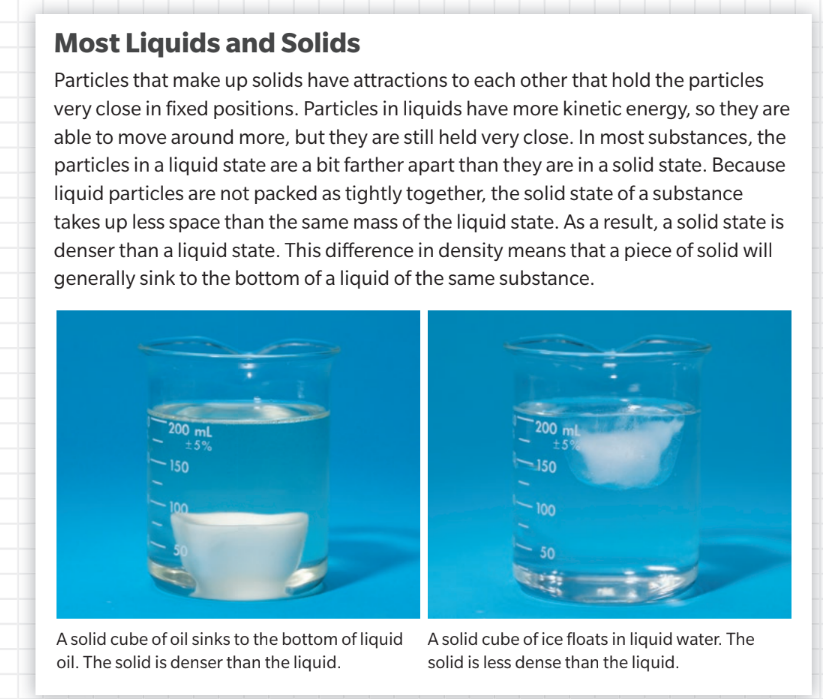 Most Liquids and Solids
Particles that make up solids have attractions to each other that hold the particles
very close in fixed positions. Particles in liquids have more kinetic energy, so they are
able to move around more, but they are still held very close. In most substances, the
particles in a liquid state are a bit farther apart than they are in a solid state. Because
liquid particles are not packed as tightly together, the solid state of a substance
takes up less space than the same mass of the liquid state. As a result, a solid state is
denser than a liquid state. This difference in density means that a piece of solid will
generally sink to the bottom of a liquid of the same substance.
200 mL
±5%
150
100
50
200 mL
±5%
150
100
50
A solid cube of oil sinks to the bottom of liquid
oil. The solid is denser than the liquid.
A solid cube of ice floats in liquid water. The
solid is less dense than the liquid.